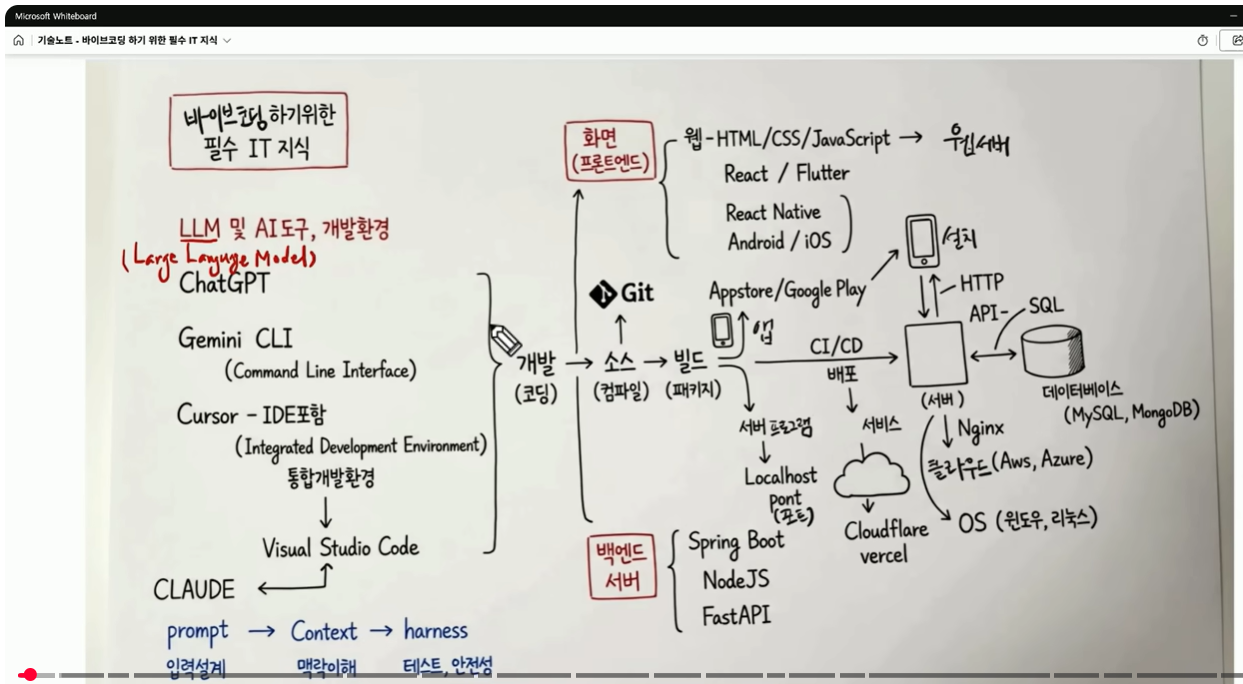 Microsoft Whiteboard
기술노트 - 바이브코딩 하기 위한 필수 IT 지식
바이브코딩 하기위한
필수 IT 지식
LLM 및 AI도구, 개발환경
(Large Languge Model)
ChatGPT
Gemini CLI
(Command Line Interface)
Cursor - IDE포함
(Integrated Development Environment)
통합개발환경
Visual Studio Code
CLAUDE
prompt → Context → harness
입력설계 맥락이해 테스트, 안전성
개발 → 소스 → 빌드
(코딩) (컴파일) (패키지)
Git
화면
(프론트엔드)
웹 - HTML/CSS/JavaScript → 웹서버
React / Flutter
React Native
Android / iOS
Appstore/Google Play
앱
설치
HTTP
API - SQL
CI/CD
배포
(서버)
데이터베이스
(MySQL, MongoDB)
서버 프로그램
Localhost
pont
(포트)
서비스
Cloudflare
vercel
Nginx
클라우드(Aws, Azure)
OS (윈도우, 리눅스)
백엔드
서버
Spring Boot
NodeJS
FastAPI